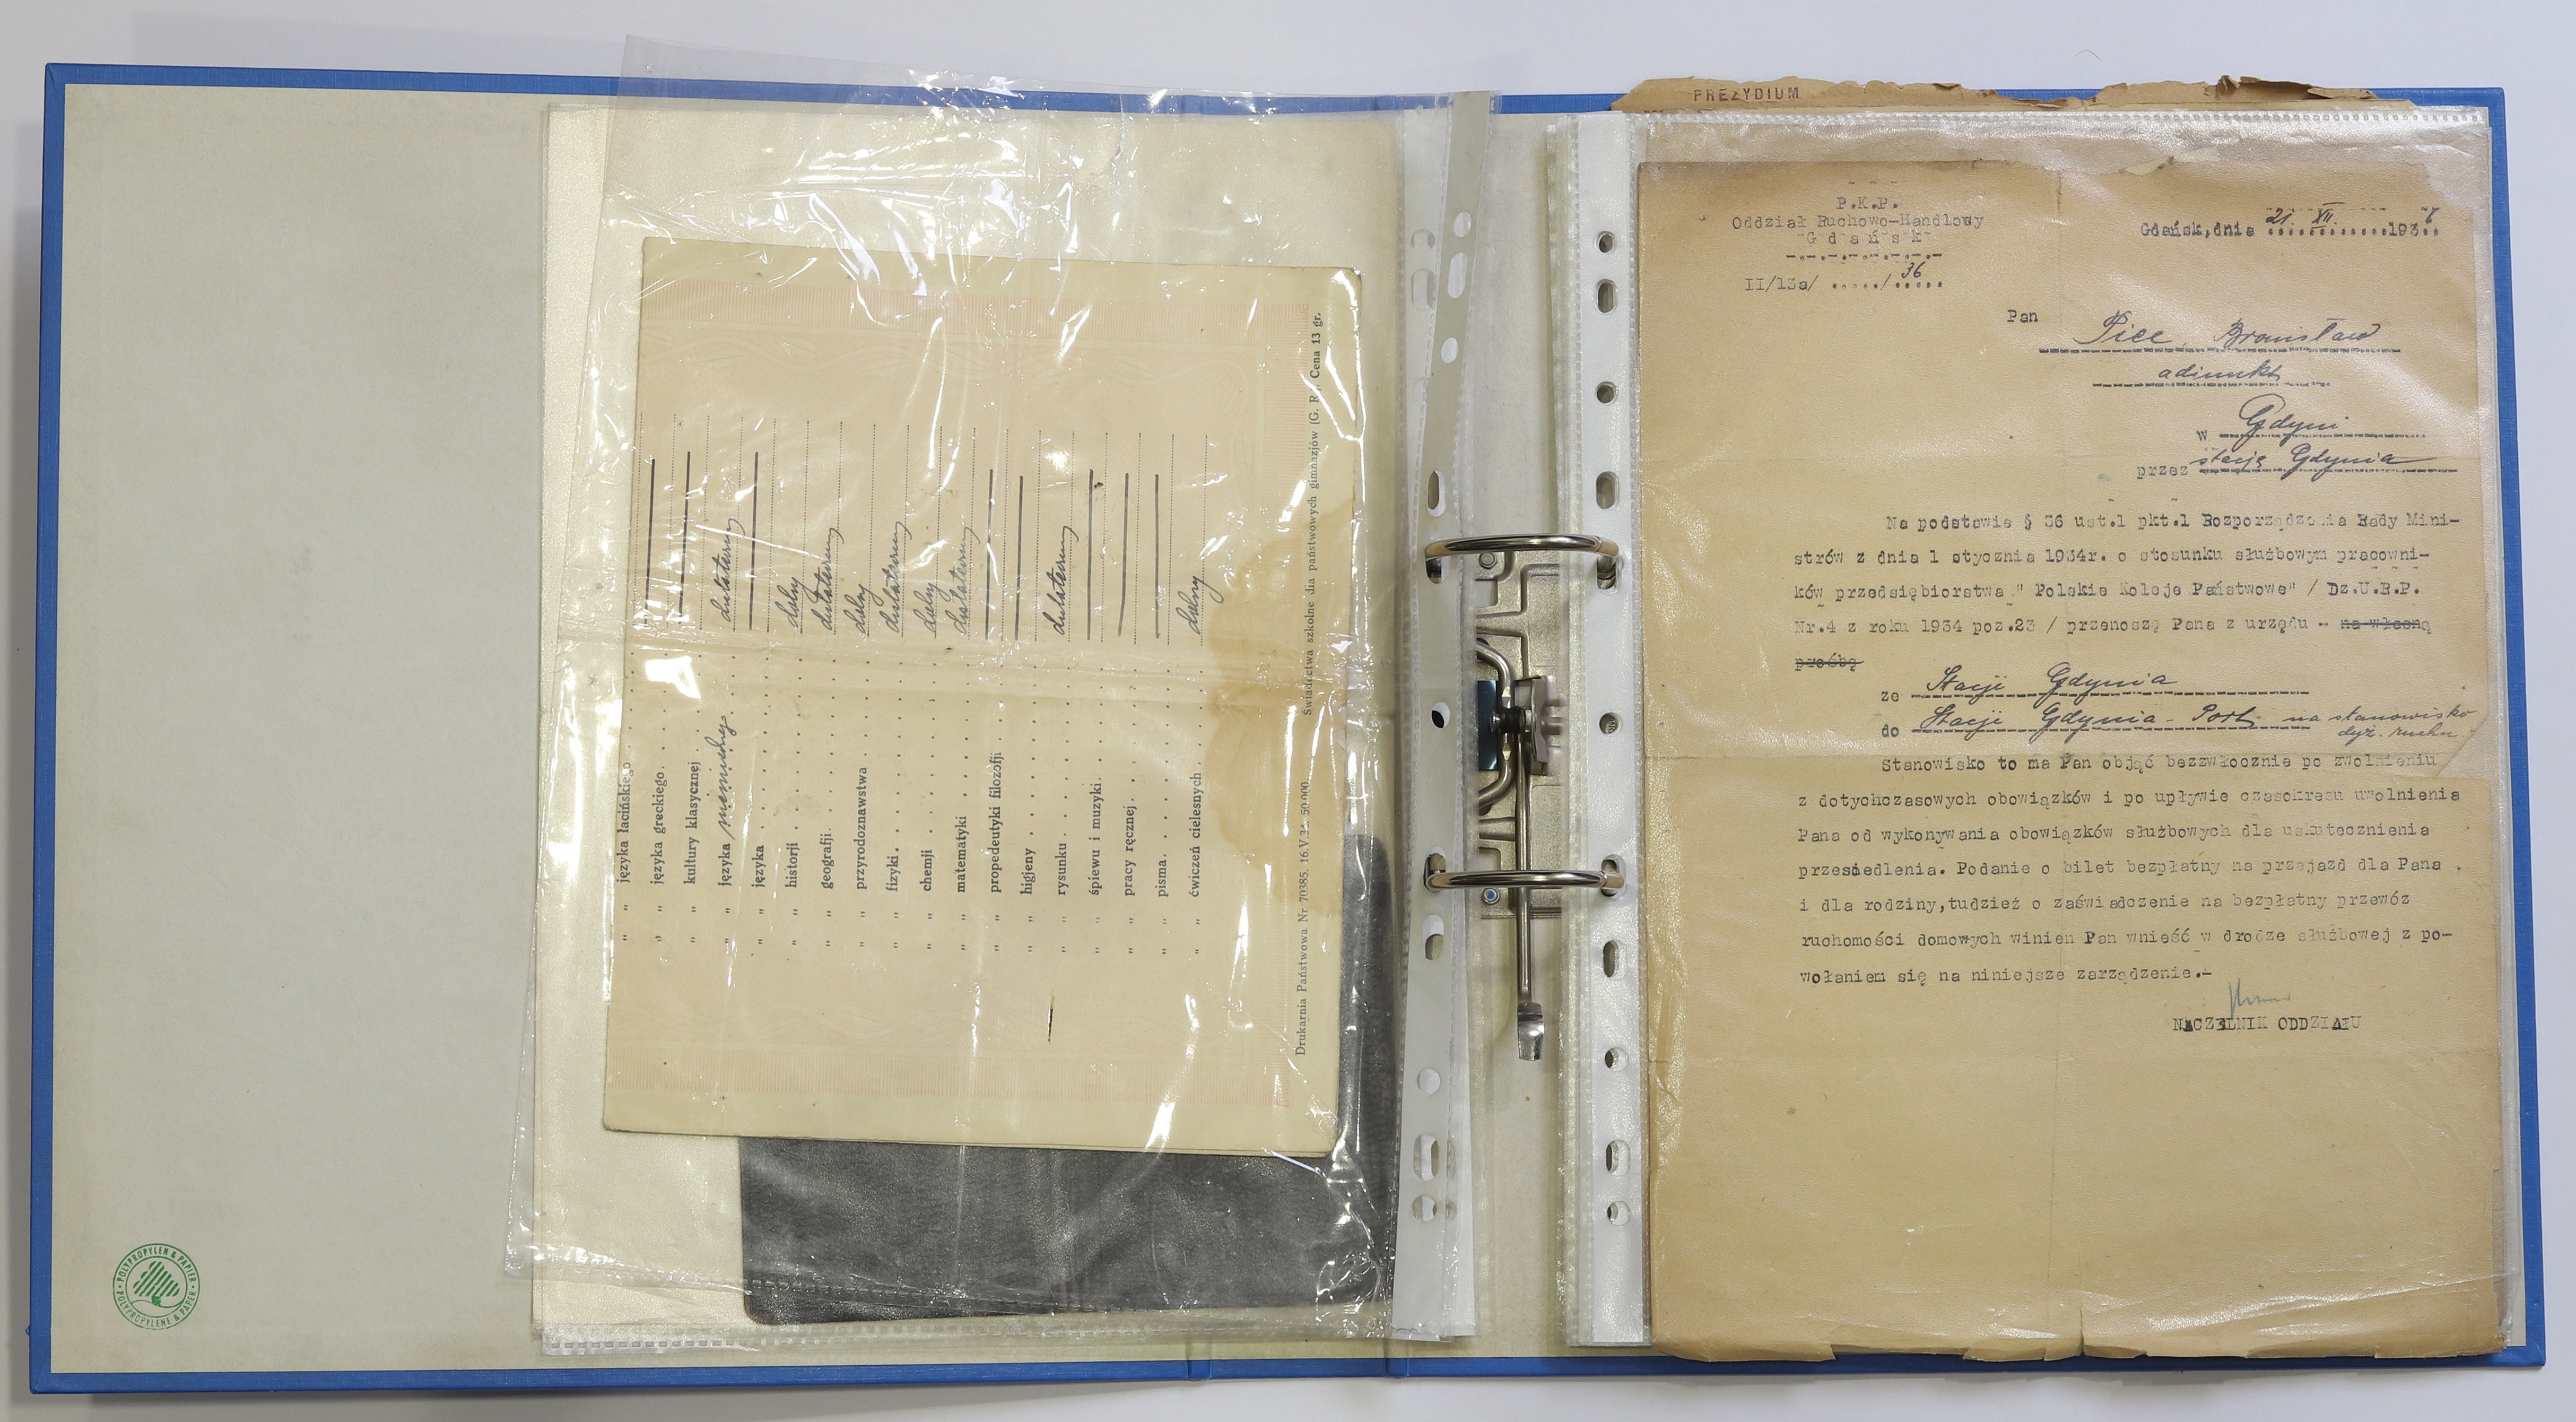 POLYPROPYLEN & PAPIER · POLYPROPYLENE & PAPER
" " języka łacińskiego
" " języka greckiego
" " kultury klasycznej
" " języka niemieckiego dostateczny
" " języka
" " historji dobry
" " geografji dostateczny
" " przyrodoznawstwa dobry
" " fizyki dostateczny
" " chemji dobry
" " matematyki dostateczny
" " propedeutyki filozofji
" " higjeny
" " rysunku dostateczny
" " śpiewu i muzyki
" " pracy ręcznej
" " pisma
" " ćwiczeń cielesnych dobry
Drukarnia Państwowa Nr 70385. 16.V.32. 50.000. Świadectwa szkolne dla państwowych gimnazjów (G. R. Cena 13 gr.
PREZYDIUM
P.K.P.
Oddział Ruchowo-Handlowy
Gdańsk
Gdańsk, dnia 21. XII. 1936
II/13a/ ...../36
Pan
Bronisław
adiunkt
w Gdyni
przez stację Gdynia
Na podstawie § 36 ust.1 pkt.1 Rozporządzenia Rady Mini-
strów z dnia 1 stycznia 1934r. o stosunku służbowym pracowni-
ków przedsiębiorstwa " Polskie Koleje Państwowe" / Dz.U.R.P.
Nr.4 z roku 1934 poz.23 / przenoszę Pana z urzędu - na własną
prośbę
ze Stacji Gdynia
do Stacji Gdynia - Port na stanowisko
dyż. ruchu
Stanowisko to ma Pan objąć bezzwłocznie po zwolnieniu
z dotychczasowych obowiązków i po upływie czasokresu uwolnienia
Pana od wykonywania obowiązków służbowych dla uskutecznienia
przesiedlenia. Podanie o bilet bezpłatny na przejazd dla Pana
i dla rodziny, tudzież o zaświadczenie na bezpłatny przewóz
ruchomości domowych winien Pan wnieść w drodze służbowej z po-
wołaniem się na niniejsze zarządzenie.-
NACZELNIK ODDZIAŁU